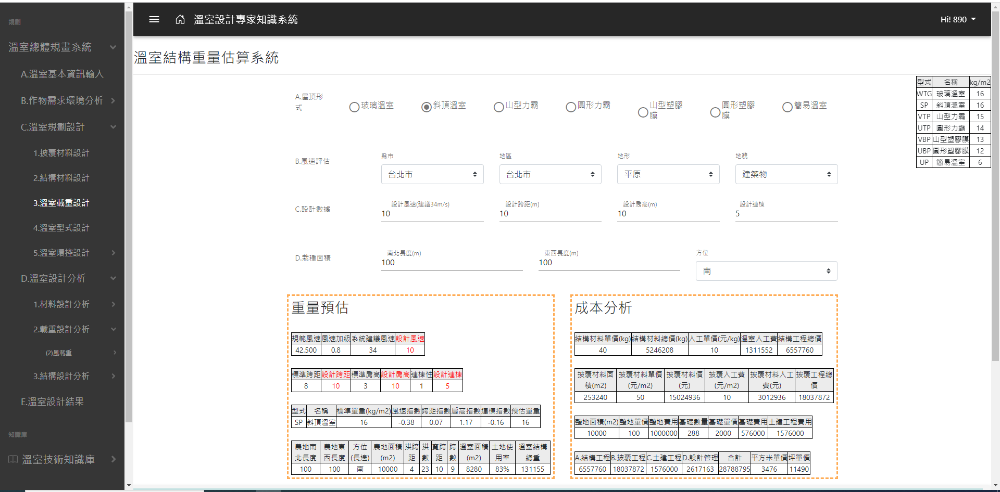 規劃
溫室總體規畫系統
A.溫室基本資訊輸入
B.作物需求環境分析
C.溫室規劃設計
1.披覆材料設計
2.結構材料設計
3.溫室載重設計
4.溫室型式設計
5.溫室環控設計
D.溫室設計分析
1.材料設計分析
2.載重設計分析
(2)風載重
3.結構設計分析
E.溫室設計結果
知識庫
溫室技術知識庫
溫室設計專家知識系統
Hi! 890
溫室結構重量估算系統
型式 名稱 kg/m2
WTG 玻璃溫室 16
SP 斜頂溫室 16
VTP 山型力霸 15
UTP 圓形力霸 14
VBP 山型塑膠膜 13
UBP 圓形塑膠膜 12
UP 簡易溫室 6
A.屋頂形
式
玻璃溫室 斜頂溫室 山型力霸 圓形力霸
山型塑膠
膜
圓形塑膠
膜
簡易溫室
B.風速評估
縣市 地區 地形 地貌
台北市 台北市 平原 建築物
C.設計數據
設計風速(建議34m/s) 設計跨距(m) 設計肩高(m) 設計連棟
10 10 10 5
D.栽種面積
南北長度(m) 東西長度(m) 方位
100 100 南
重量預估
規範風速 風速加級 系統建議風速 設計風速
42.500 0.8 34 10
標準跨距 設計跨距 標準肩高 設計肩高 連棟性 設計連棟
8 10 3 10 1 5
型式 名稱 標準單重(kg/m2) 風速指數 跨距指數 肩高指數 連棟指數 預估單重
SP 斜頂溫室 16 -0.38 0.07 1.17 -0.16 16
農地南 農地東 方位 農地面積 拱跨 拱 寬跨 跨 溫室面積 土地使 溫室結構
北長度 西長度 (長邊) (m2) 距 數 距 數 (m2) 用率 總重
100 100 南 10000 4 23 10 9 8280 83% 131155
成本分析
結構材料單價(kg) 結構材料總價(kg) 人工單價(元/kg) 溫室人工費 結構工程總價
40 5246208 10 1311552 6557760
披覆材料面 披覆材料單價 披覆材料價 披覆人工費 披覆材料人工 披覆工程總
積(m2) (元/m2) (元) (元/m2) 費(元) 價
253240 50 15024936 10 3012936 18037872
整地面積(m2) 整地單價 整地費用 基礎數量 基礎單價 基礎費用 土建工程費用
10000 100 1000000 288 2000 576000 1576000
A.結構工程 B.披覆工程 C.土建工程 D.設計管理 合計 平方米單價 坪單價
6557760 18037872 1576000 2617163 28788795 3476 11490